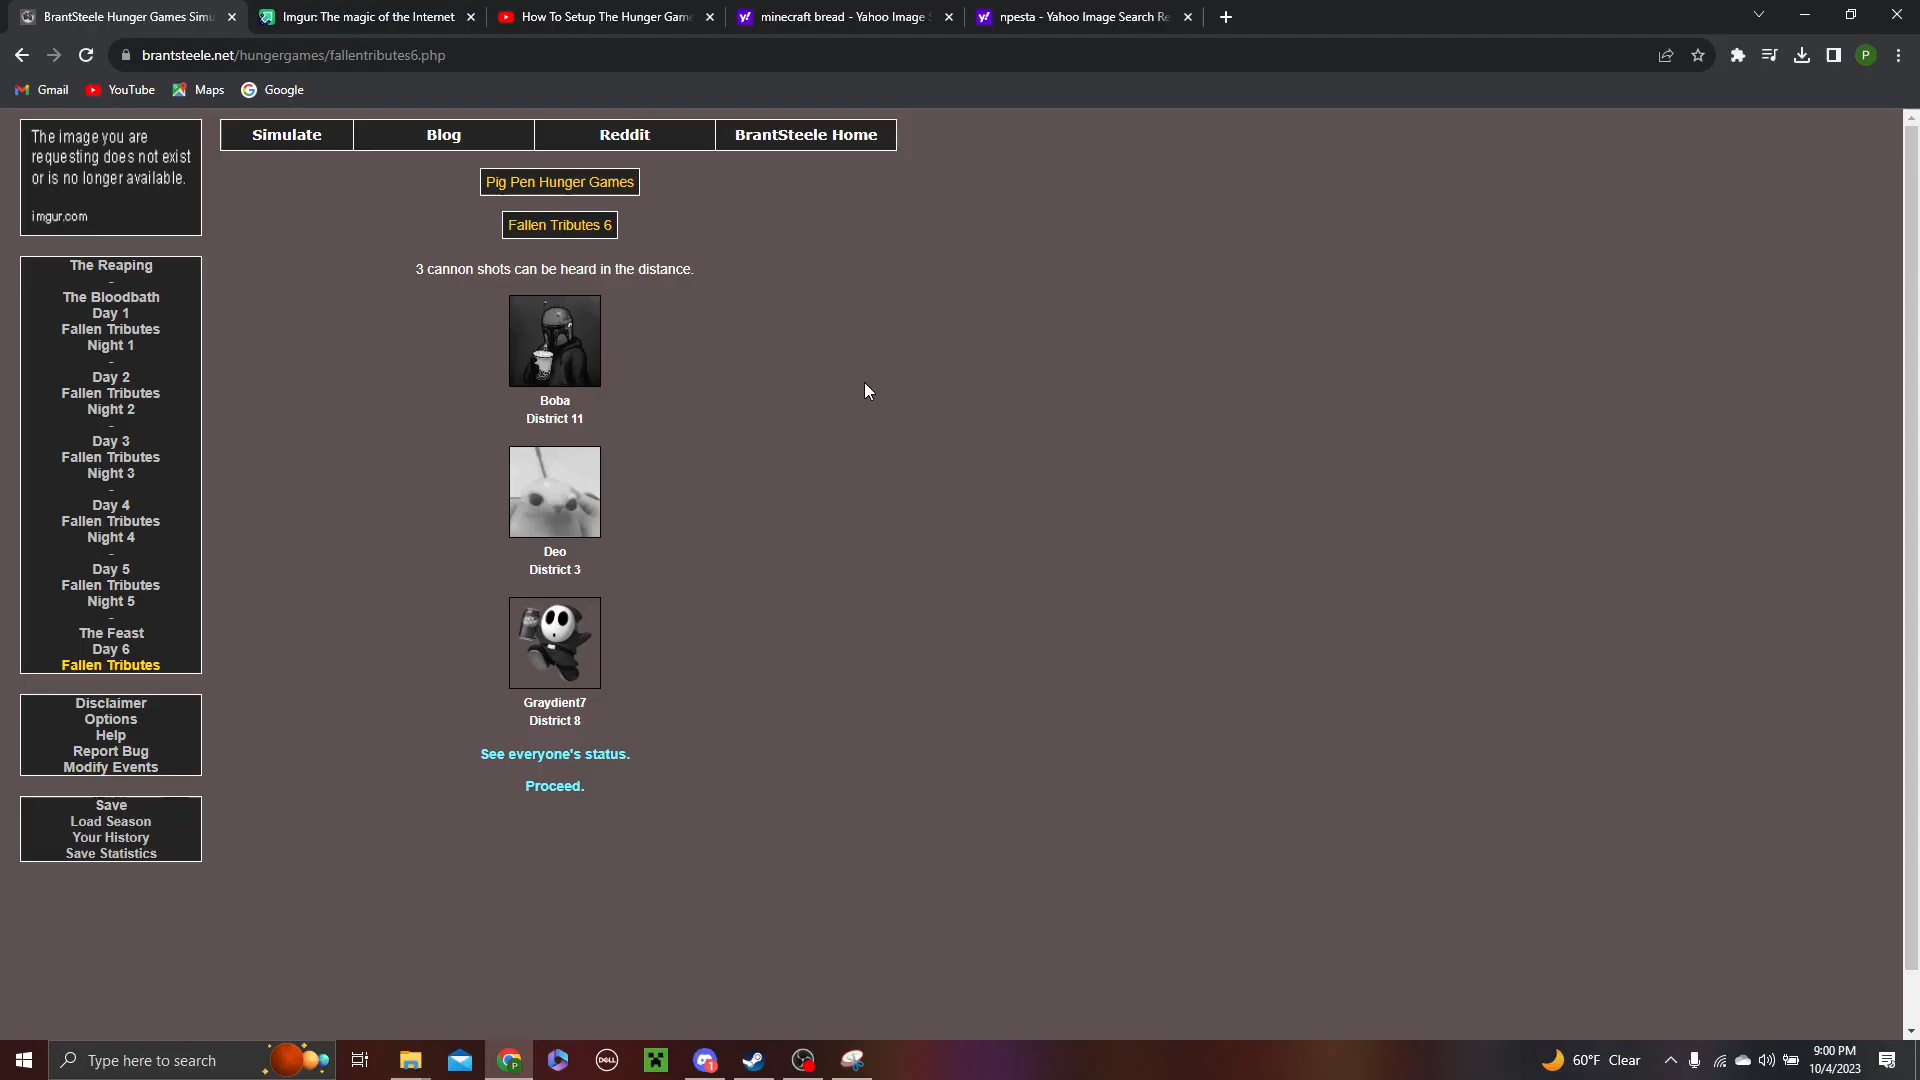 BrantSteele Hunger Games Simu
Imgur: The magic of the Internet
How To Setup The Hunger Game
minecraft bread - Yahoo Image S
npesta - Yahoo Image Search Re
brantsteele.net/hungergames/fallentributes6.php
P
Gmail
YouTube
Maps
Google
The image you are
requesting does not exist
or is no longer available.
imgur.com
Simulate
Blog
Reddit
BrantSteele Home
Pig Pen Hunger Games
Fallen Tributes 6
3 cannon shots can be heard in the distance.
Boba
District 11
Deo
District 3
Graydient7
District 8
See everyone's status.
Proceed.
The Reaping
-
The Bloodbath
Day 1
Fallen Tributes
Night 1
-
Day 2
Fallen Tributes
Night 2
-
Day 3
Fallen Tributes
Night 3
-
Day 4
Fallen Tributes
Night 4
-
Day 5
Fallen Tributes
Night 5
-
The Feast
Day 6
Fallen Tributes
Disclaimer
Options
Help
Report Bug
Modify Events
Save
Load Season
Your History
Save Statistics
Type here to search
DELL
P
1
60°F Clear
9:00 PM
10/4/2023